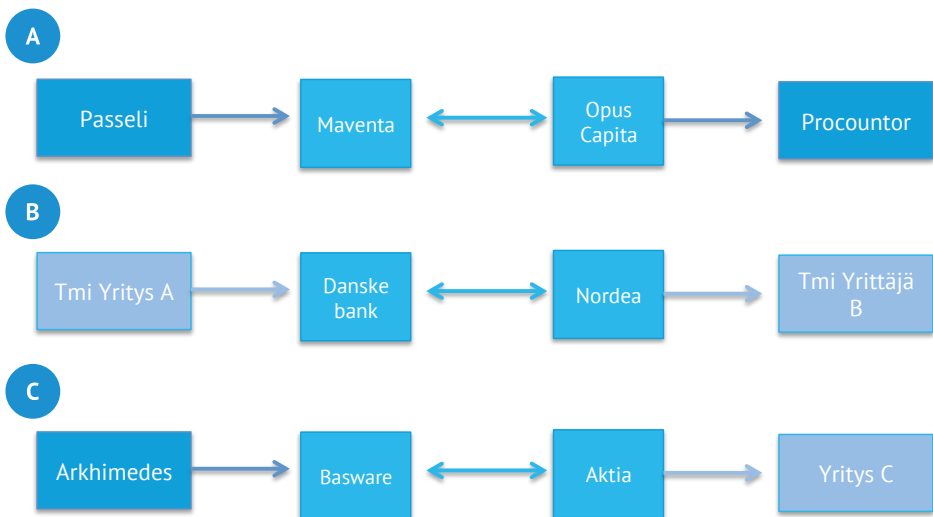 A
Passeli
Maventa
Opus
Capita
Procountor
B
Tmi Yritys A
Danske
bank
Nordea
Tmi Yrittäjä
B
C
Arkhimedes
Basware
Aktia
Yritys C